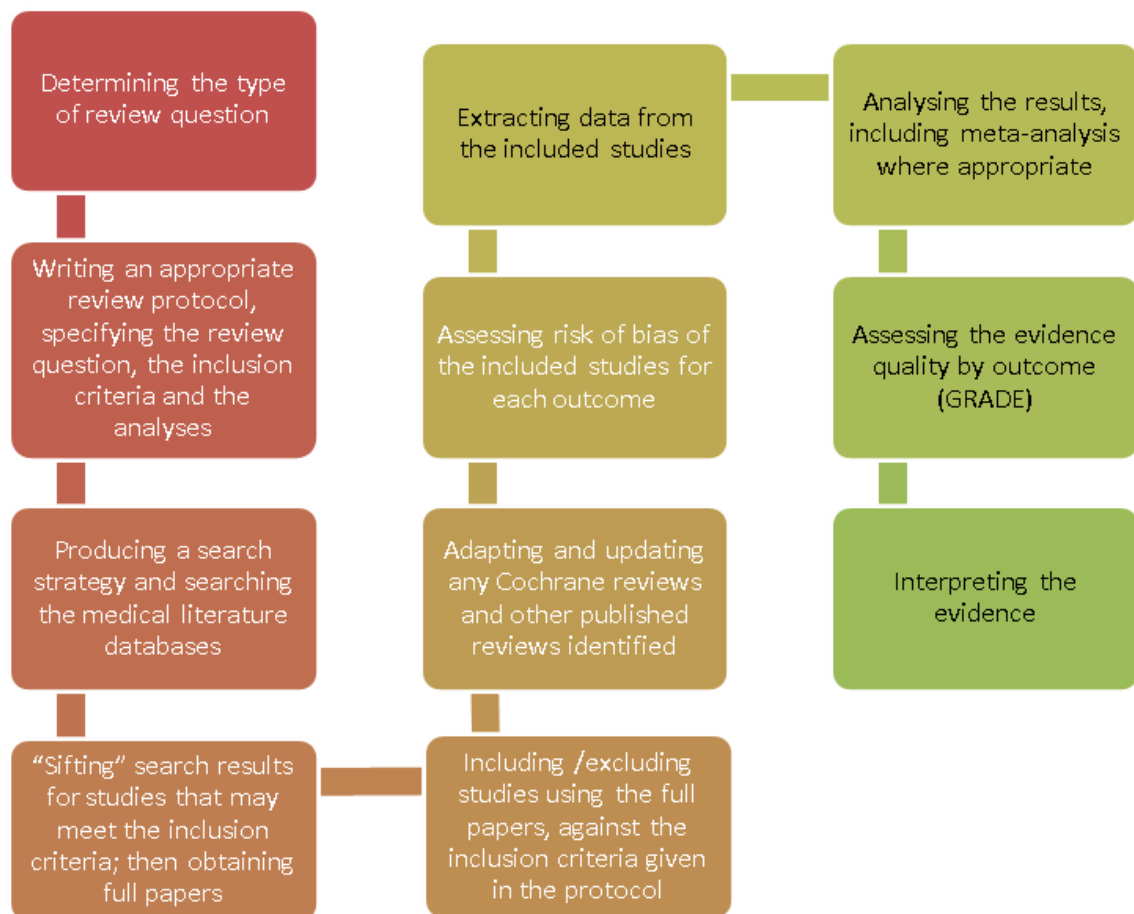 Determining the type
of review question
Writing an appropriate
review protocol,
specifying the review
question, the inclusion
criteria and the
analyses
Producing a search
strategy and searching
the medical literature
databases
“Sifting” search results
for studies that may
meet the inclusion
criteria; then obtaining
full papers
Including /excluding
studies using the full
papers, against the
inclusion criteria given
in the protocol
Adapting and updating
any Cochrane reviews
and other published
reviews identified
Assessing risk of bias of
the included studies for
each outcome
Extracting data from
the included studies
Analysing the results,
including meta-analysis
where appropriate
Assessing the evidence
quality by outcome
(GRADE)
Interpreting the
evidence